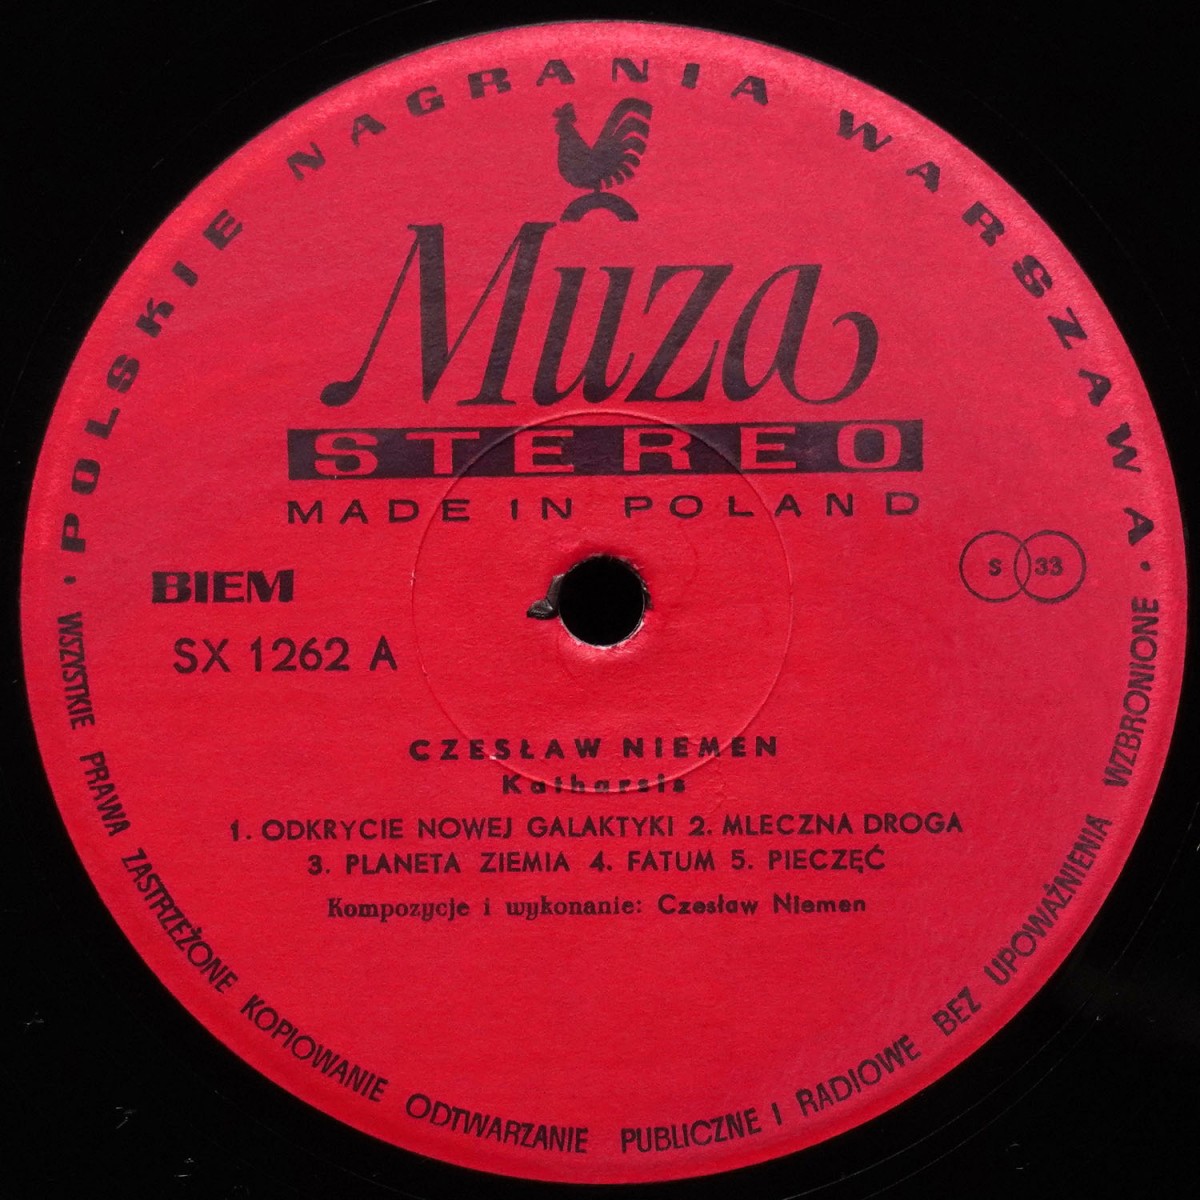 · POLSKIE NAGRANIA WARSZAWA ·
Muza
STEREO
MADE IN POLAND
BIEM
S 33
SX 1262 A
CZESŁAW NIEMEN
Katharsis
1. ODKRYCIE NOWEJ GALAKTYKI 2. MLECZNA DROGA
3. PLANETA ZIEMIA 4. FATUM 5. PIECZĘĆ
Kompozycje i wykonanie: Czesław Niemen
WSZYSTKIE PRAWA ZASTRZEŻONE KOPIOWANIE ODTWARZANIE PUBLICZNE I RADIOWE BEZ UPOWAŻNIENIA WZBRONIONE